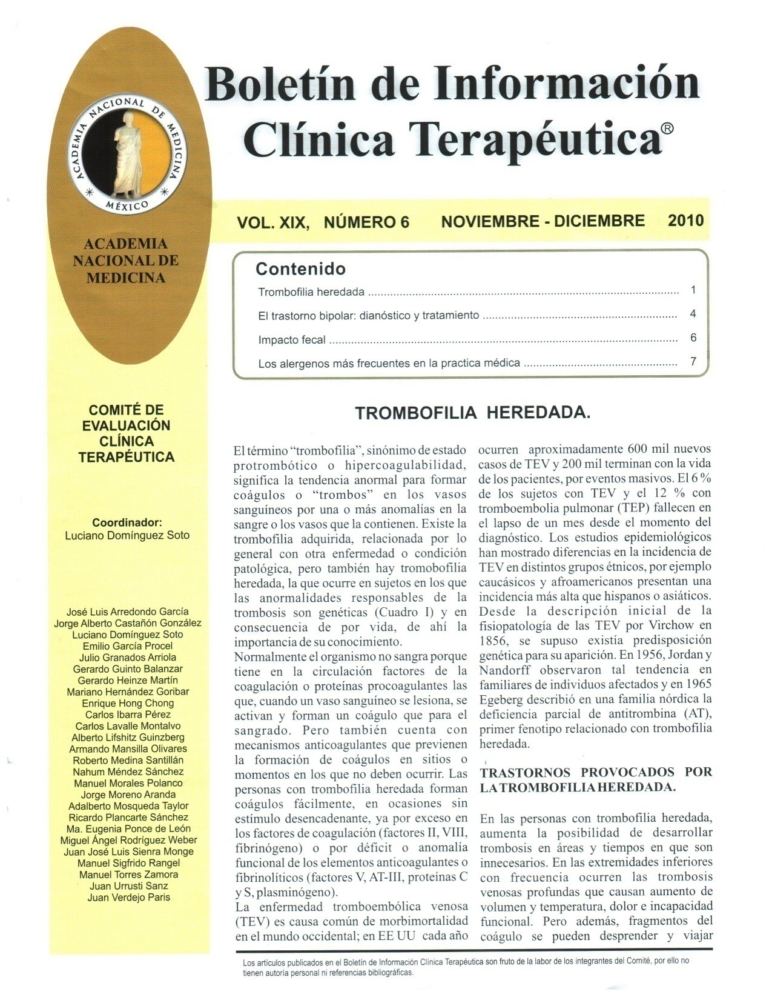 Boletín de Información
Clínica Terapéutica®
ACADEMIA NACIONAL DE MEDICINA
MÉXICO
ACADEMIA
NACIONAL DE
MEDICINA
VOL. XIX, NÚMERO 6 NOVIEMBRE - DICIEMBRE 2010
Contenido
Trombofilia heredada ........ 1
El trastorno bipolar: dianóstico y tratamiento ........ 4
Impacto fecal ........ 6
Los alergenos más frecuentes en la practica médica ........ 7
COMITÉ DE
EVALUACIÓN
CLÍNICA
TERAPÉUTICA
Coordinador:
Luciano Domínguez Soto
José Luis Arredondo García
Jorge Alberto Castañón González
Luciano Domínguez Soto
Emilio García Procel
Julio Granados Arriola
Gerardo Guinto Balanzar
Gerardo Heinze Martín
Mariano Hernández Goribar
Enrique Hong Chong
Carlos Ibarra Pérez
Carlos Lavalle Montalvo
Alberto Lifshitz Guinzberg
Armando Mansilla Olivares
Roberto Medina Santillán
Nahum Méndez Sánchez
Manuel Morales Polanco
Jorge Moreno Aranda
Adalberto Mosqueda Taylor
Ricardo Plancarte Sánchez
Ma. Eugenia Ponce de León
Miguel Ángel Rodríguez Weber
Juan José Luis Sienra Monge
Manuel Sigfrido Rangel
Manuel Torres Zamora
Juan Urrusti Sanz
Juan Verdejo Paris
TROMBOFILIA HEREDADA.
El término “trombofilia”, sinónimo de estado
protrombótico o hipercoagulabilidad,
significa la tendencia anormal para formar
coágulos o “trombos” en los vasos
sanguíneos por una o más anomalías en la
sangre o los vasos que la contienen. Existe la
trombofilia adquirida, relacionada por lo
general con otra enfermedad o condición
patológica, pero también hay tromobofilia
heredada, la que ocurre en sujetos en los que
las anormalidades responsables de la
trombosis son genéticas (Cuadro I) y en
consecuencia de por vida, de ahí la
importancia de su conocimiento.
Normalmente el organismo no sangra porque
tiene en la circulación factores de la
coagulación o proteínas procoagulantes las
que, cuando un vaso sanguíneo se lesiona, se
activan y forman un coágulo que para el
sangrado. Pero también cuenta con
mecanismos anticoagulantes que previenen
la formación de coágulos en sitios o
momentos en los que no deben ocurrir. Las
personas con trombofilia heredada forman
coágulos fácilmente, en ocasiones sin
estímulo desencadenante, ya por exceso en
los factores de coagulación (factores II, VIII,
fibrinógeno) o por déficit o anomalía
funcional de los elementos anticoagulantes o
fibrinolíticos (factores V, AT-III, proteínas C
y S, plasminógeno).
La enfermedad tromboembólica venosa
(TEV) es causa común de morbimortalidad
en el mundo occidental; en EE UU cada año
ocurren aproximadamente 600 mil nuevos
casos de TEV y 200 mil terminan con la vida
de los pacientes, por eventos masivos. El 6 %
de los sujetos con TEV y el 12 % con
tromboembolia pulmonar (TEP) fallecen en
el lapso de un mes desde el momento del
diagnóstico. Los estudios epidemiológicos
han mostrado diferencias en la incidencia de
TEV en distintos grupos étnicos, por ejemplo
caucásicos y afroamericanos presentan una
incidencia más alta que hispanos o asiáticos.
Desde la descripción inicial de la
fisiopatología de las TEV por Virchow en
1856, se supuso existía predisposición
genética para su aparición. En 1956, Jordan y
Nandorff observaron tal tendencia en
familiares de individuos afectados y en 1965
Egeberg describió en una familia nórdica la
deficiencia parcial de antitrombina (AT),
primer fenotipo relacionado con trombofilia
heredada.
TRASTORNOS PROVOCADOS POR
LA TROMBOFILIA HEREDADA.
En las personas con trombofilia heredada,
aumenta la posibilidad de desarrollar
trombosis en áreas y tiempos en que son
innecesarios. En las extremidades inferiores
con frecuencia ocurren las trombosis
venosas profundas que causan aumento de
volumen y temperatura, dolor e incapacidad
funcional. Pero además, fragmentos del
coágulo se pueden desprender y viajar
Los artículos publicados en el Boletín de Información Clínica Terapéutica son fruto de la labor de los integrantes del Comité, por ello no
tienen autoría personal ni referencias bibliográficas.